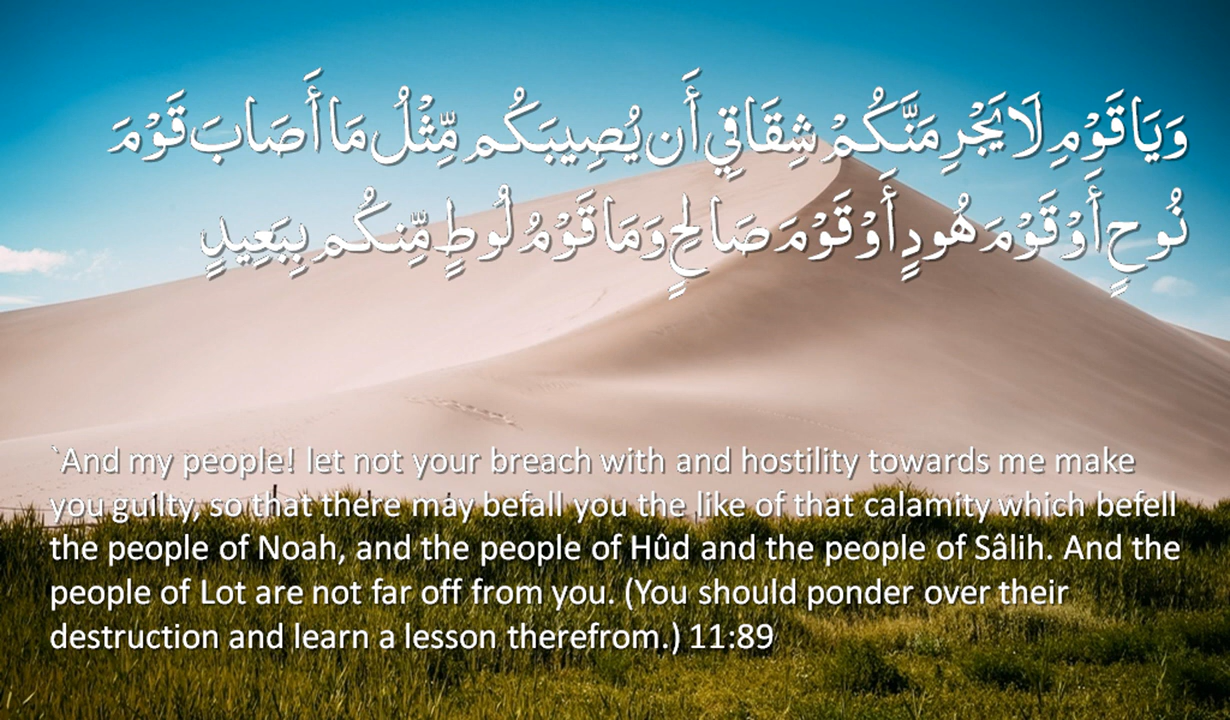 وَيَا قَوْمِ لَا يَجْرِمَنَّكُمْ شِقَاقِي أَن يُصِيبَكُم مِّثْلُ مَا أَصَابَ قَوْمَ
نُوحٍ أَوْ قَوْمَ هُودٍ أَوْ قَوْمَ صَالِحٍ وَمَا قَوْمُ لُوطٍ مِّنكُم بِبَعِيدٍ
`And my people! let not your breach with and hostility towards me make
you guilty, so that there may befall you the like of that calamity which befell
the people of Noah, and the people of Hûd and the people of Sâlih. And the
people of Lot are not far off from you. (You should ponder over their
destruction and learn a lesson therefrom.) 11:89